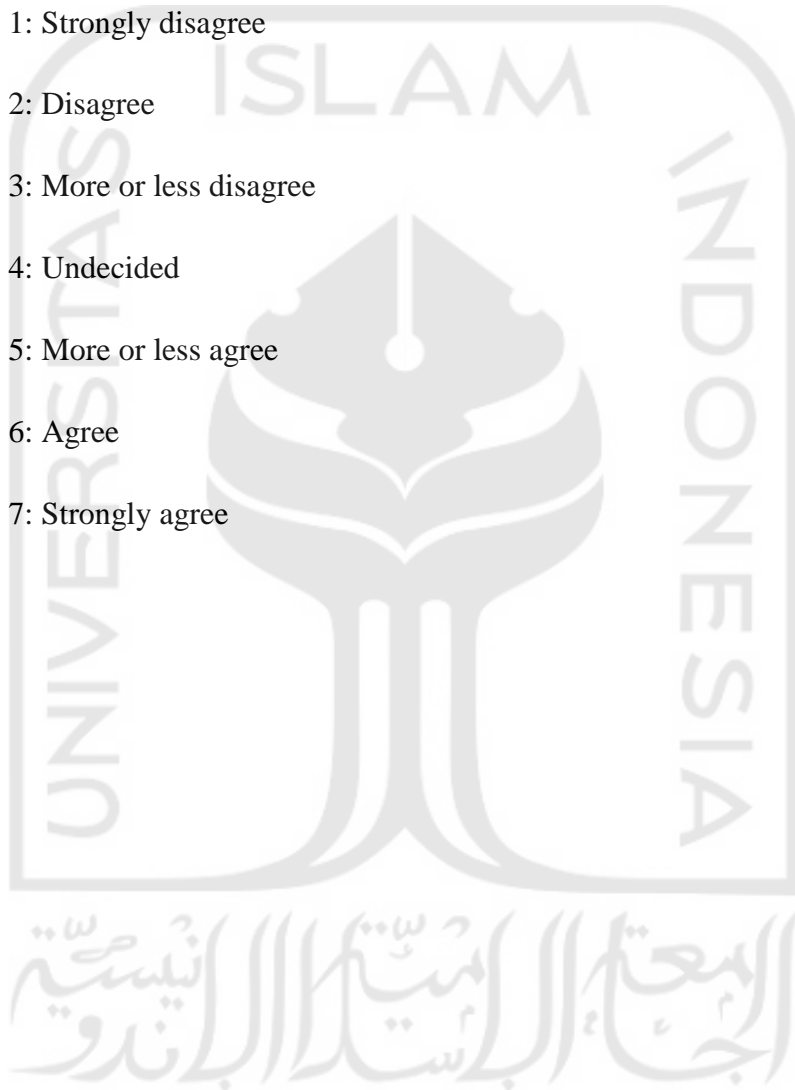 1: Strongly disagree
2: Disagree
3: More or less disagree
4: Undecided
5: More or less agree
6: Agree
7: Strongly agree
ISLAM
UNIVERSITAS
INDONESIA